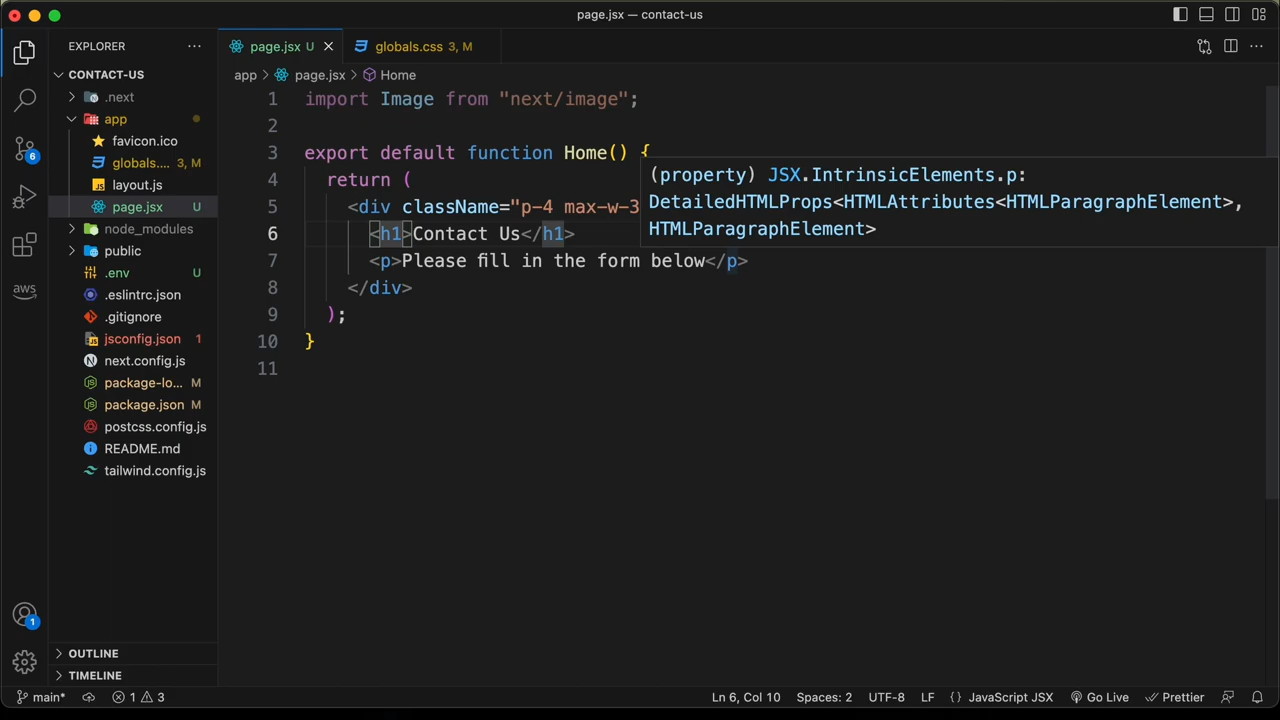 page.jsx — contact-us
EXPLORER
page.jsx U
globals.css 3, M
CONTACT-US
app
page.jsx
Home
.next
app
favicon.ico
globals.... 3, M
layout.js
page.jsx U
node_modules
public
.env U
.eslintrc.json
.gitignore
jsconfig.json 1
next.config.js
package-lo... M
package.json M
postcss.config.js
README.md
tailwind.config.js
1 import Image from "next/image";
2
3 export default function Home() {
4 return (
5 <div className="p-4 max-w-3
6 <h1>Contact Us</h1>
7 <p>Please fill in the form below</p>
8 </div>
9 );
10 }
11
(property) JSX.IntrinsicElements.p:
DetailedHTMLProps<HTMLAttributes<HTMLParagraphElement>,
HTMLParagraphElement>
6
aws
1
OUTLINE
TIMELINE
main* 1 3 Ln 6, Col 10 Spaces: 2 UTF-8 LF {} JavaScript JSX Go Live Prettier